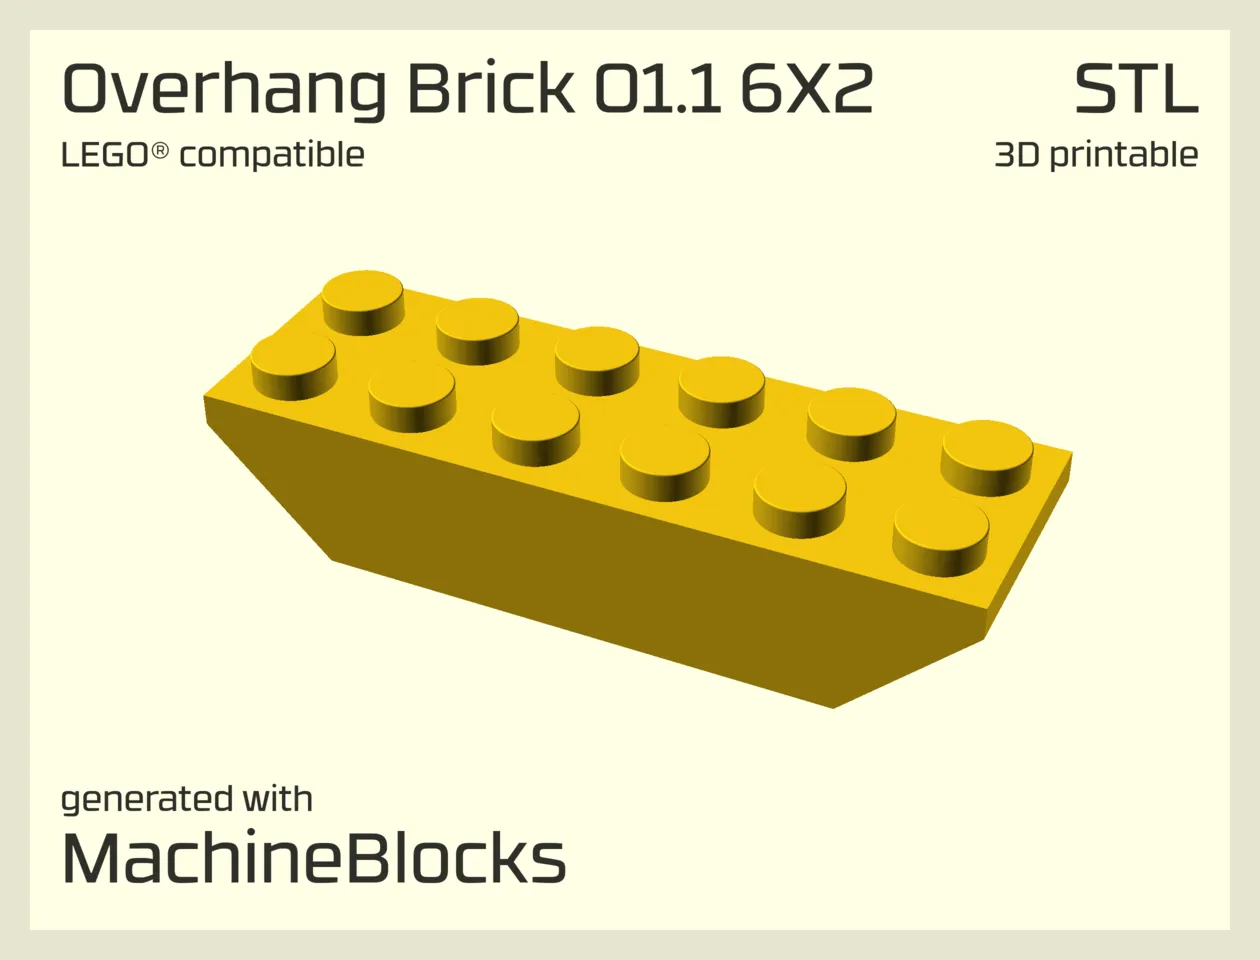 Overhang Brick 01.1 6X2
STL
LEGO® compatible
3D printable
generated with
MachineBlocks